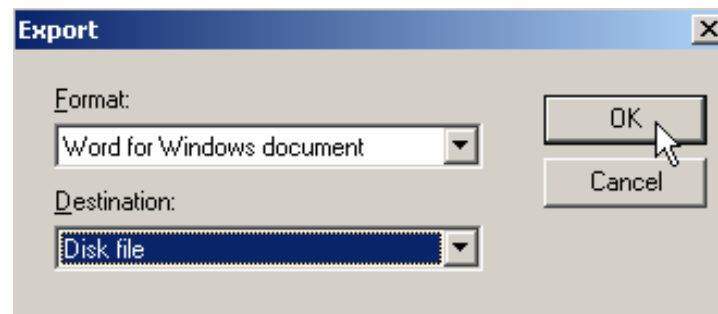 Export
Format:
Word for Windows document
Destination:
Disk file
OK
Cancel